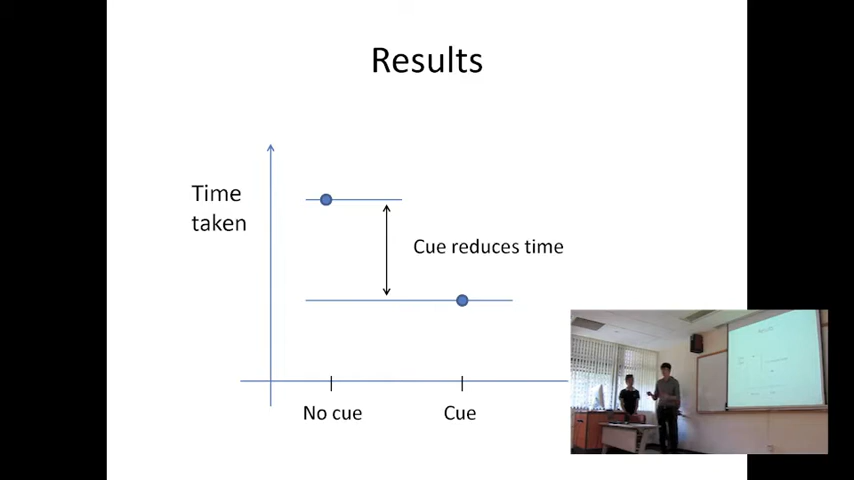 Results
Time
taken
Cue reduces time
No cue
Cue